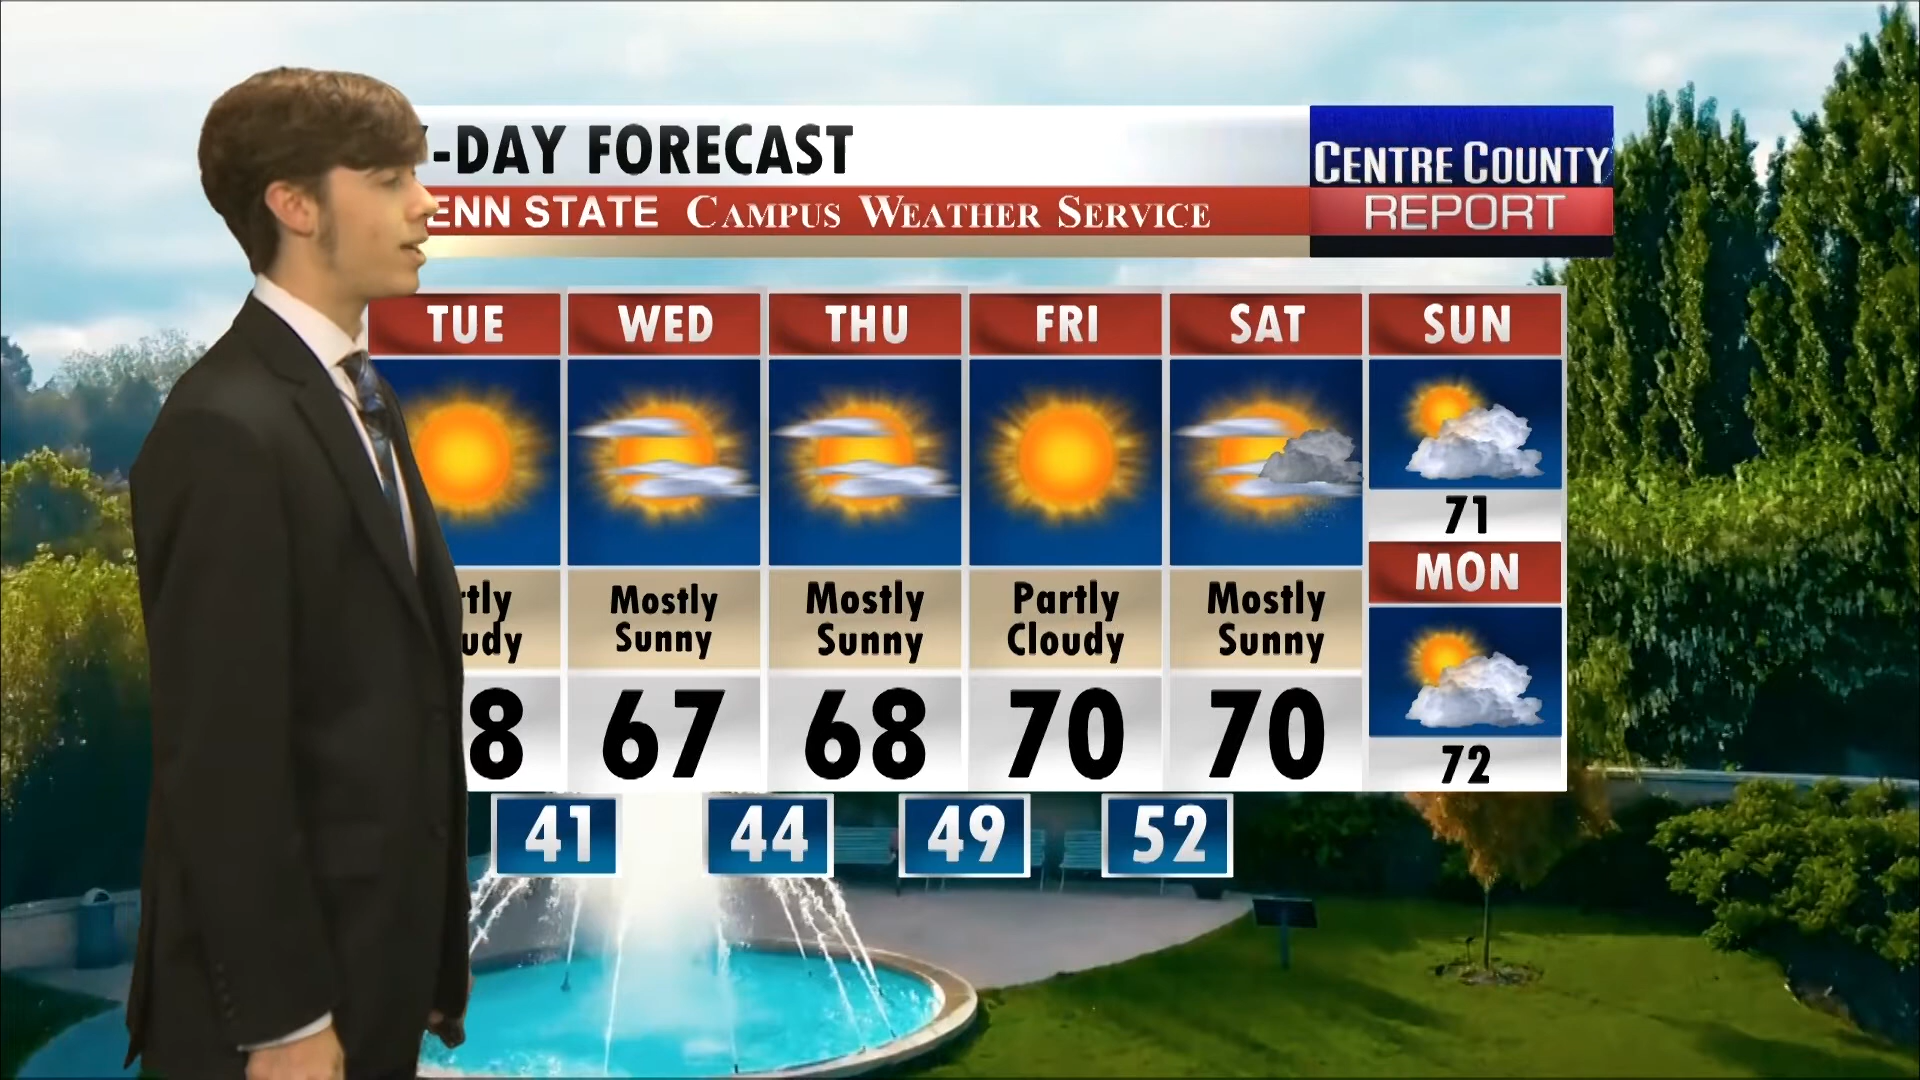 -DAY FORECAST
ENN STATE CAMPUS WEATHER SERVICE
CENTRE COUNTY
REPORT
TUE WED THU FRI SAT SUN
71
MON
tly Mostly Mostly Partly Mostly
udy Sunny Sunny Cloudy Sunny
8 67 68 70 70 72
41 44 49 52